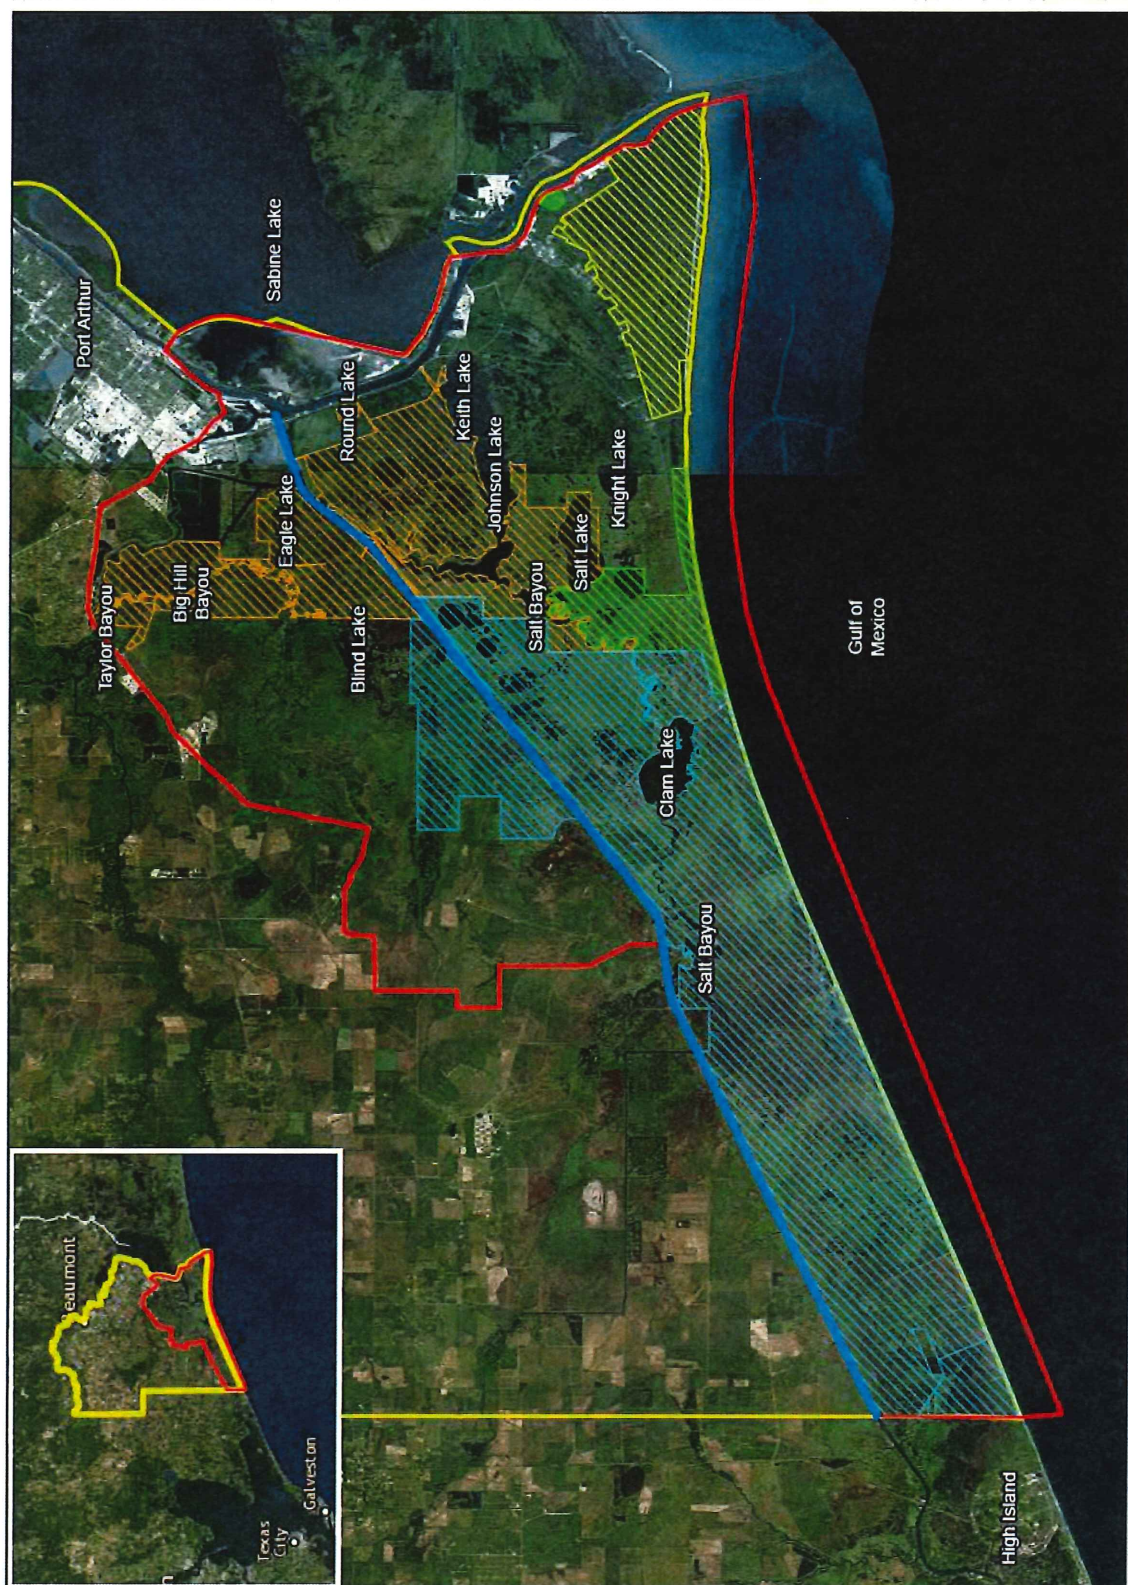 Port Arthur
Sabine Lake
Taylor Bayou
Big Hill
Bayou
Eagle Lake
Round Lake
Blind Lake
Keith Lake
Johnson Lake
Salt Bayou
Salt Lake
Knight Lake
Clam Lake
Salt Bayou
Gulf of
Mexico
High Island
eaumont
Texas
City
Galveston
n